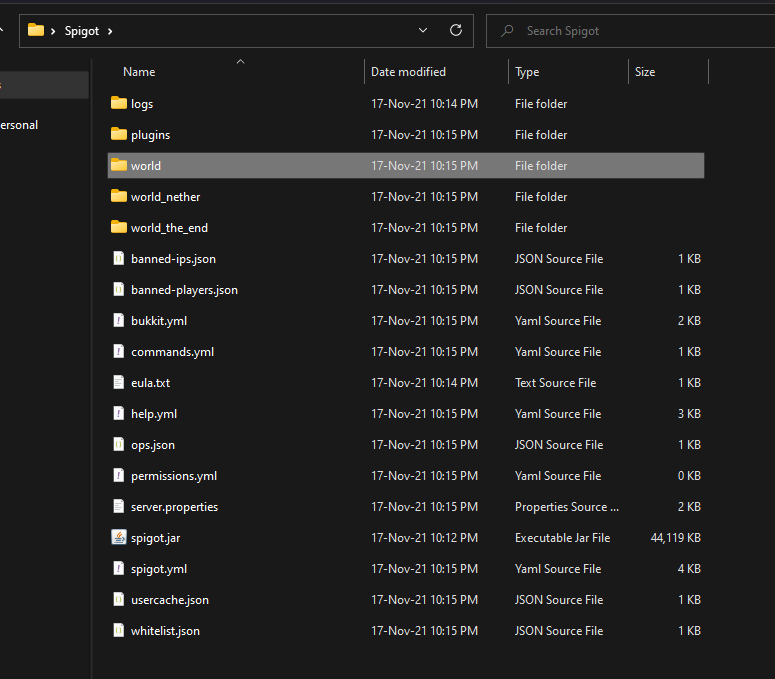 Spigot
Search Spigot
Name Date modified Type Size
ersonal
logs 17-Nov-21 10:14 PM File folder
plugins 17-Nov-21 10:15 PM File folder
world 17-Nov-21 10:15 PM File folder
world_nether 17-Nov-21 10:15 PM File folder
world_the_end 17-Nov-21 10:15 PM File folder
banned-ips.json 17-Nov-21 10:15 PM JSON Source File 1 KB
banned-players.json 17-Nov-21 10:15 PM JSON Source File 1 KB
bukkit.yml 17-Nov-21 10:15 PM Yaml Source File 2 KB
commands.yml 17-Nov-21 10:15 PM Yaml Source File 1 KB
eula.txt 17-Nov-21 10:14 PM Text Source File 1 KB
help.yml 17-Nov-21 10:15 PM Yaml Source File 3 KB
ops.json 17-Nov-21 10:15 PM JSON Source File 1 KB
permissions.yml 17-Nov-21 10:15 PM Yaml Source File 0 KB
server.properties 17-Nov-21 10:15 PM Properties Source ... 2 KB
spigot.jar 17-Nov-21 10:12 PM Executable Jar File 44,119 KB
spigot.yml 17-Nov-21 10:15 PM Yaml Source File 4 KB
usercache.json 17-Nov-21 10:15 PM JSON Source File 1 KB
whitelist.json 17-Nov-21 10:15 PM JSON Source File 1 KB